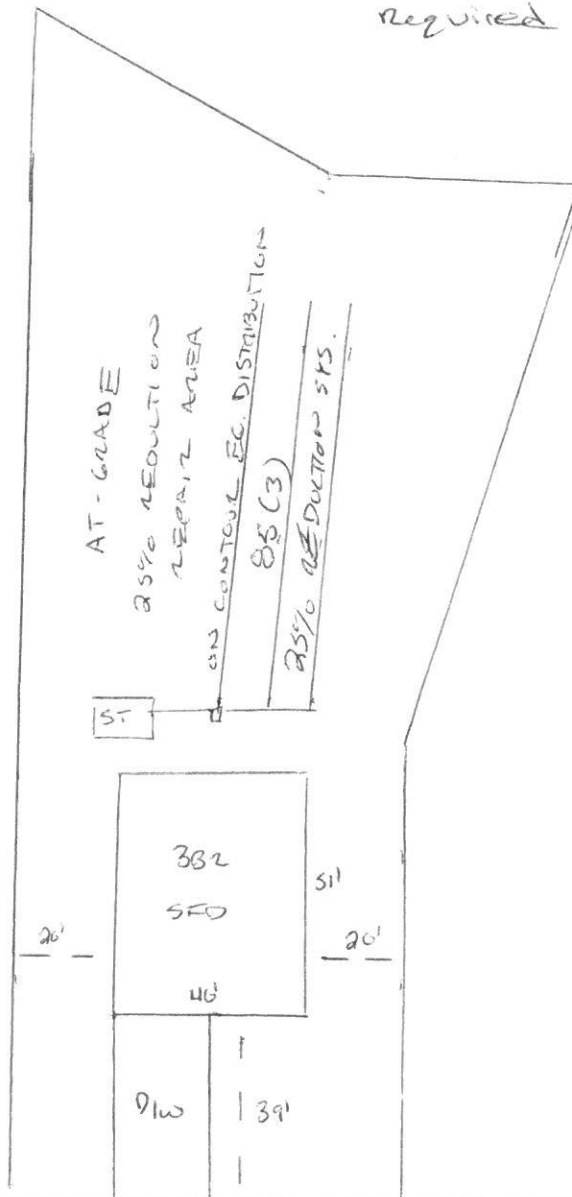 required
AT-GRADE
25% REDUCTION
REPAIR AREA
ON CONTOUR EQ. DISTRIBUTION
85 (3)
25% REDUCTION SYS.
ST
3BR
SFD
51'
20'
20'
40'
D/W
39'